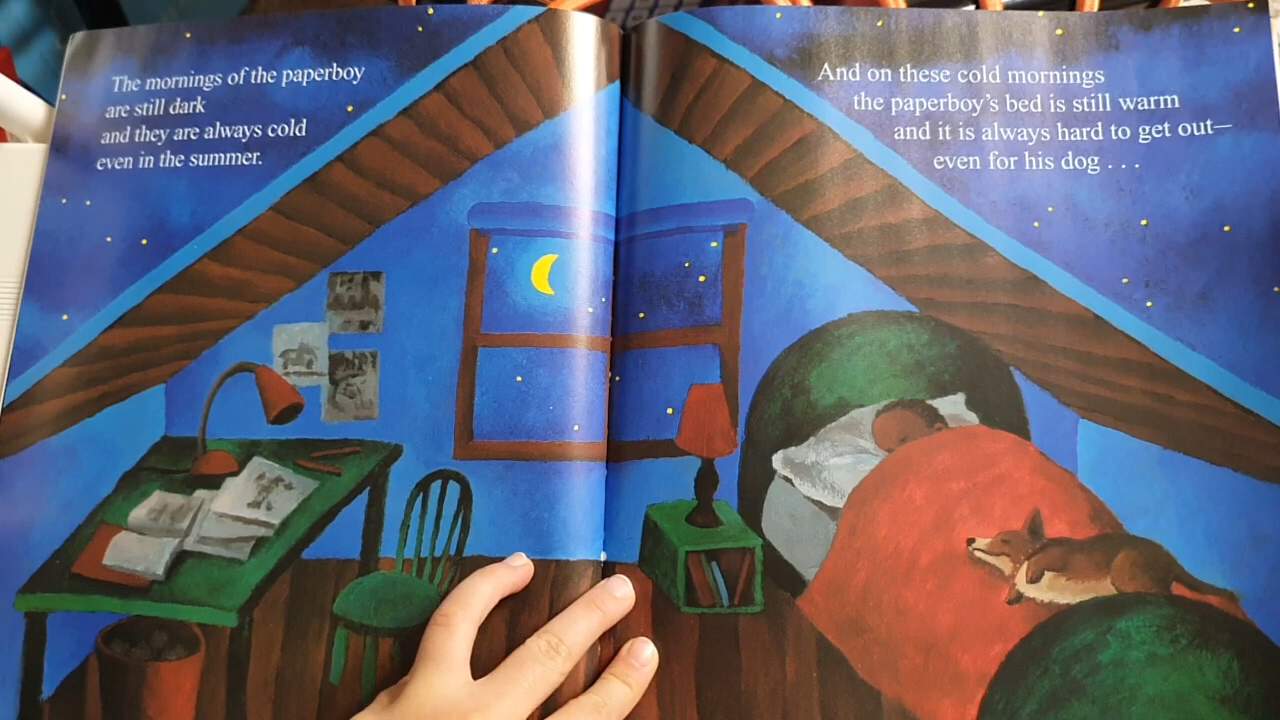 The mornings of the paperboy
are still dark
and they are always cold
even in the summer.
And on these cold mornings
the paperboy's bed is still warm
and it is always hard to get out—
even for his dog . . .